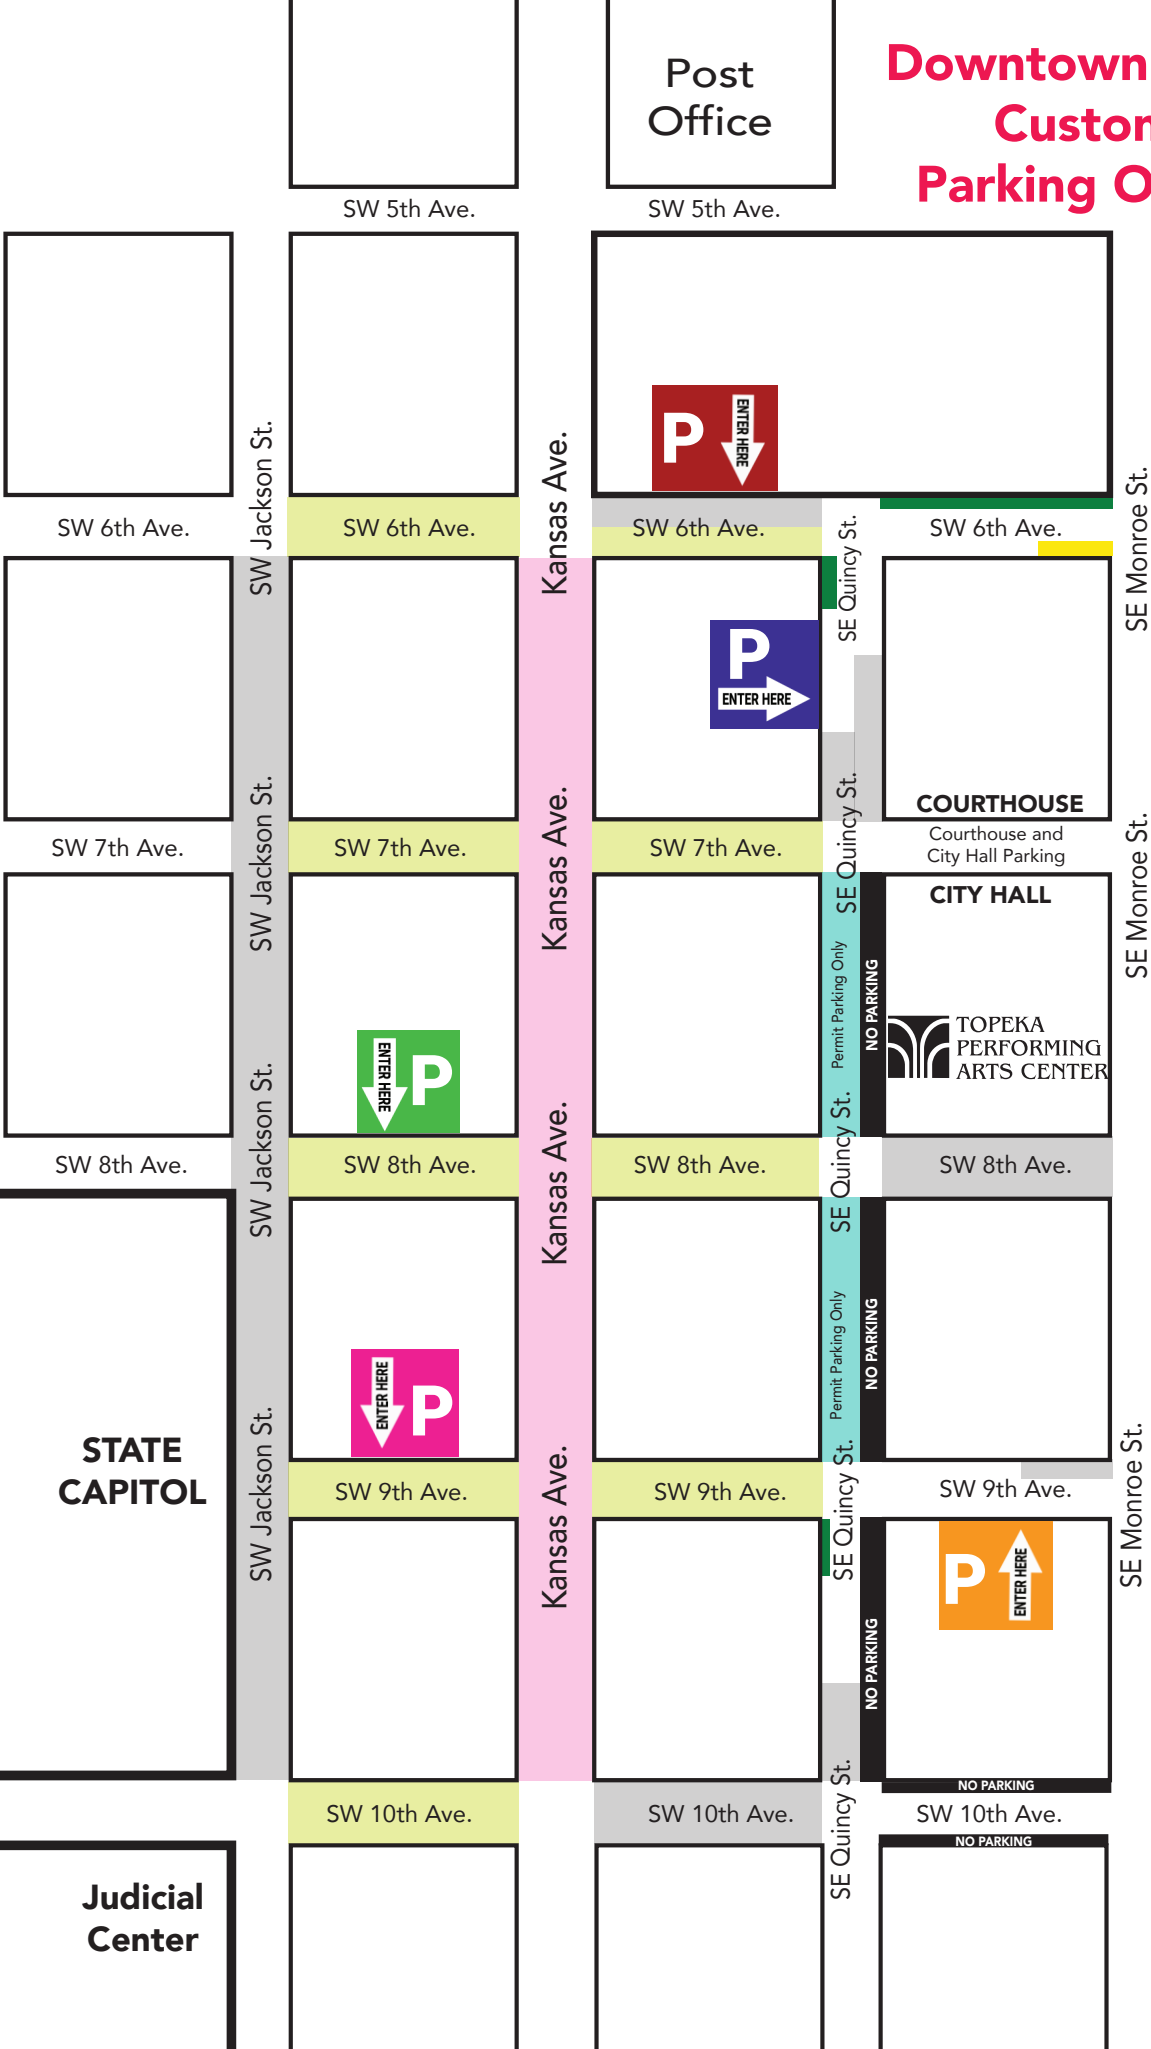 Post
Office
Downtown
Custom
Parking O
SW 5th Ave.
SW 5th Ave.
P
ENTER HERE
SW Jackson St.
Kansas Ave.
SE Monroe St.
SW 6th Ave.
SW 6th Ave.
SW 6th Ave.
SE Quincy St.
SW 6th Ave.
P
ENTER HERE
SW Jackson St.
Kansas Ave.
SE Quincy St.
COURTHOUSE
Courthouse and
City Hall Parking
CITY HALL
SE Monroe St.
SW 7th Ave.
SW 7th Ave.
SW 7th Ave.
Permit Parking Only
NO PARKING
TOPEKA
PERFORMING
ARTS CENTER
ENTER HERE
P
SW Jackson St.
Kansas Ave.
SE Quincy St.
SW 8th Ave.
SW 8th Ave.
SW 8th Ave.
SW 8th Ave.
Permit Parking Only
NO PARKING
ENTER HERE
P
STATE
CAPITOL
SW Jackson St.
Kansas Ave.
SE Quincy St.
SE Monroe St.
SW 9th Ave.
SW 9th Ave.
SW 9th Ave.
P
ENTER HERE
NO PARKING
NO PARKING
SW 10th Ave.
SW 10th Ave.
SE Quincy St.
SW 10th Ave.
NO PARKING
Judicial
Center